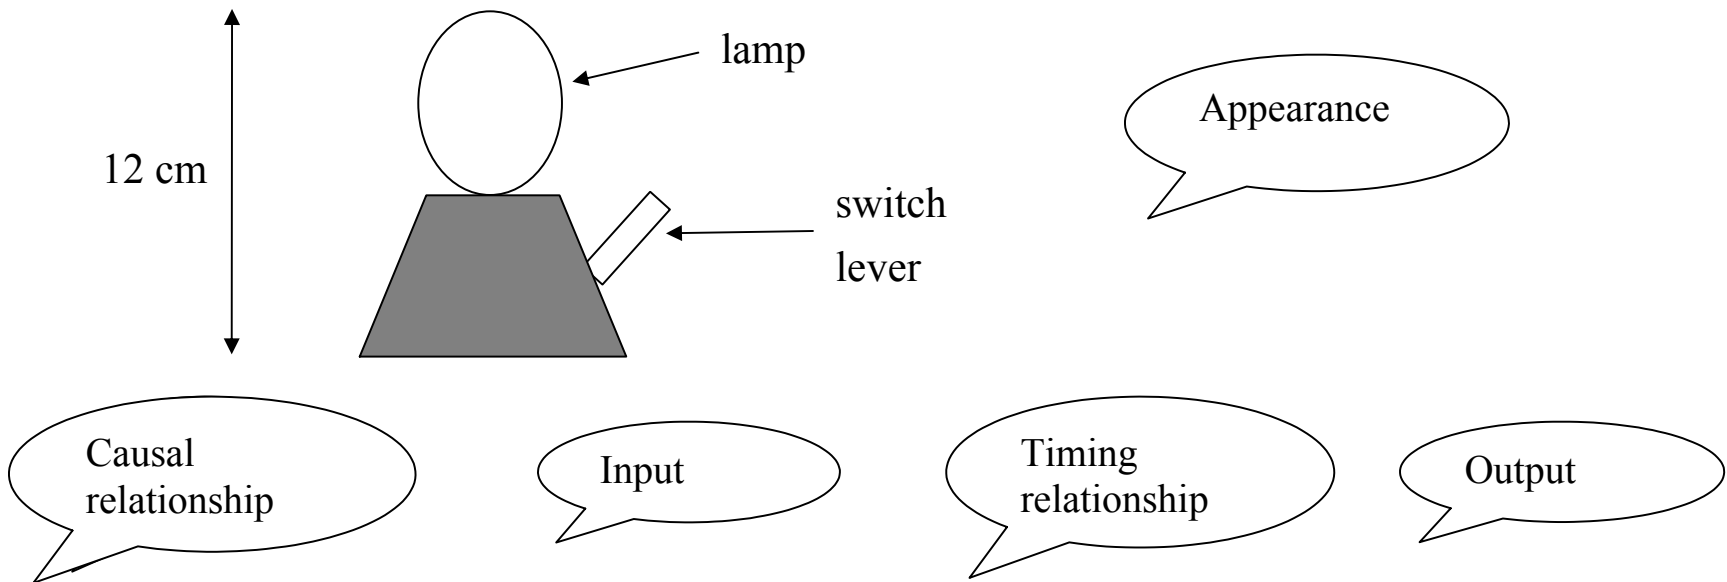 lamp
Appearance
12 cm
switch
lever
Causal
relationship
Input
Timing
relationship
Output